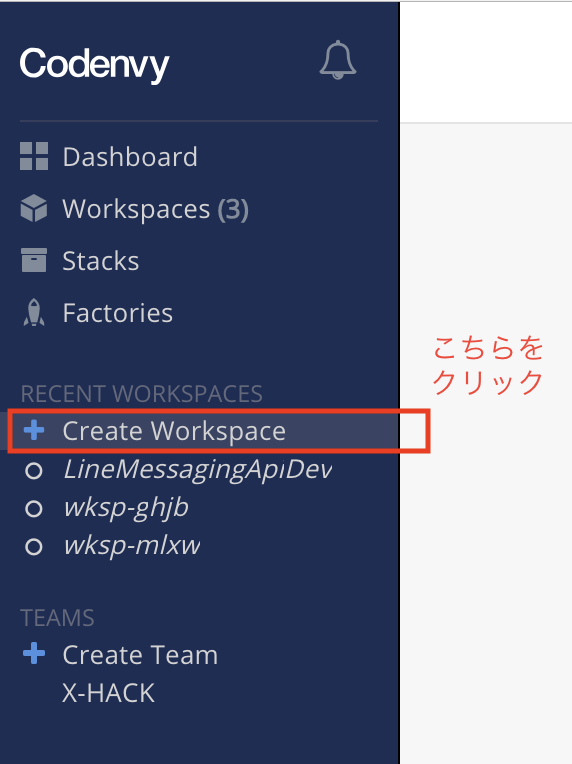 Codenvy
Dashboard
Workspaces (3)
Stacks
Factories
こちらを
クリック
RECENT WORKSPACES
Create Workspace
LineMessagingApiDev
wksp-ghjb
wksp-mlxw
TEAMS
Create Team
X-HACK